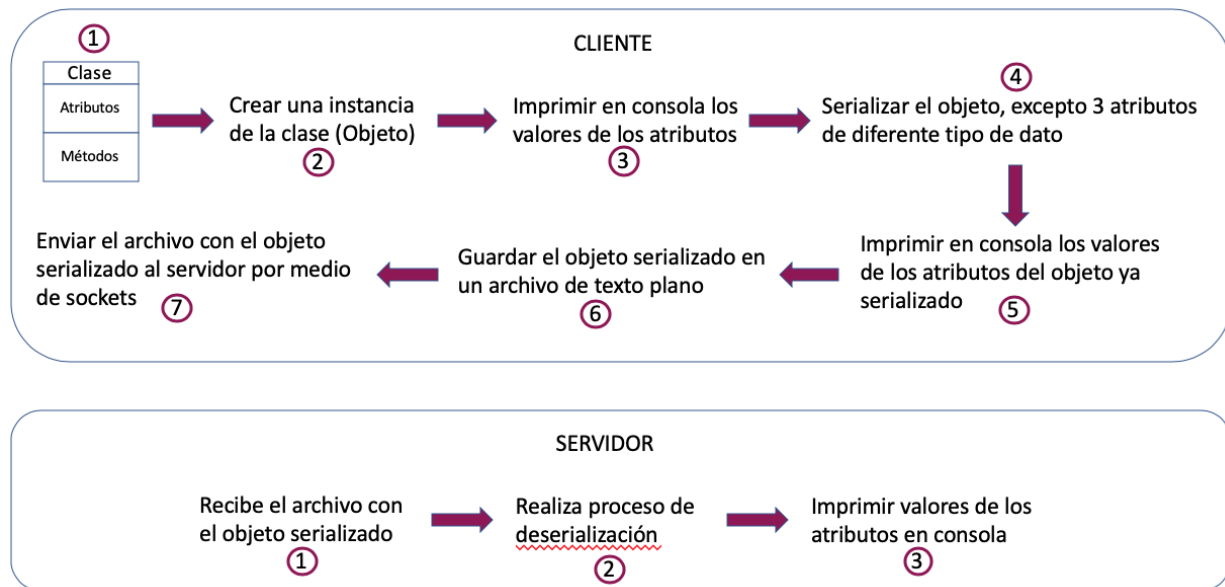 CLIENTE
1
Clase
Atributos
Métodos
Crear una instancia
de la clase (Objeto)
2
Imprimir en consola los
valores de los atributos
3
4
Serializar el objeto, excepto 3 atributos
de diferente tipo de dato
Imprimir en consola los valores
de los atributos del objeto ya
serializado
5
Guardar el objeto serializado en
un archivo de texto plano
6
Enviar el archivo con el objeto
serializado al servidor por medio
de sockets
7
SERVIDOR
Recibe el archivo con
el objeto serializado
1
Realiza proceso de
deserialización
2
Imprimir valores de los
atributos en consola
3